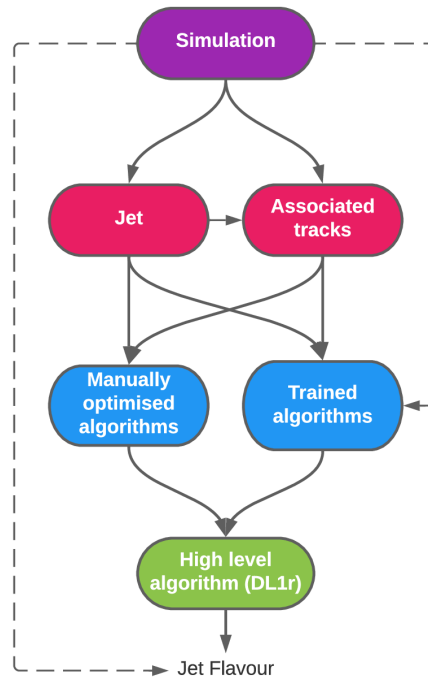 Simulation
Jet
Associated
tracks
Manually
optimised
algorithms
Trained
algorithms
High level
algorithm (DL1r)
Jet Flavour